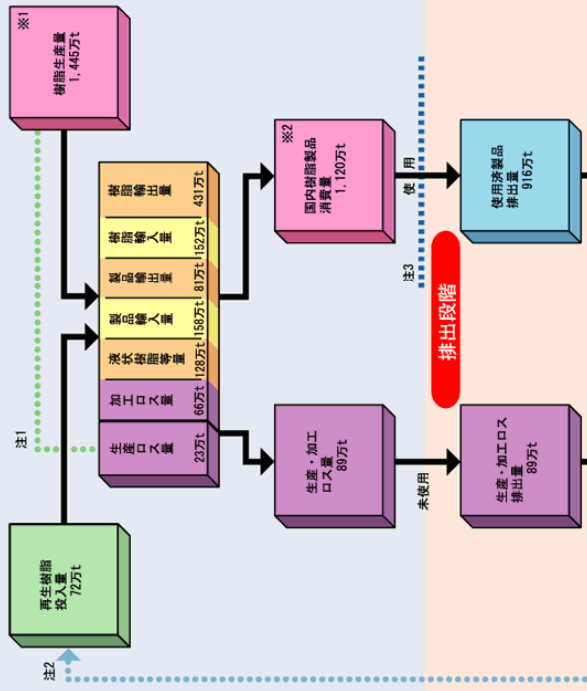 ※1
樹脂生産量
1,445万t
注1
再生樹脂
投入量
72万t
注2
樹脂輸出量
431万t
樹脂輸入量
152万t
製品輸出量
81万t
製品輸入量
158万t
液状樹脂等量
128万t
加工ロス量
66万t
生産ロス量
23万t
※2
国内樹脂製品
消費量
1,120万t
生産・加工
ロス量
89万t
使用
注3
未使用
排出段階
使用済製品
排出量
916万t
生産・加工ロス
排出量
89万t